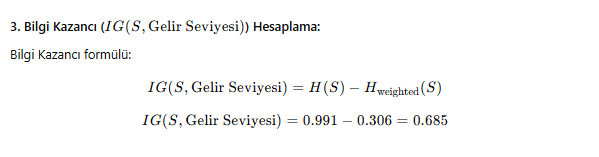 3. Bilgi Kazancı (IG(S, Gelir Seviyesi)) Hesaplama:
Bilgi Kazancı formülü:
IG(S, Gelir Seviyesi) = H(S) − H_weighted(S)
IG(S, Gelir Seviyesi) = 0.991 − 0.306 = 0.685